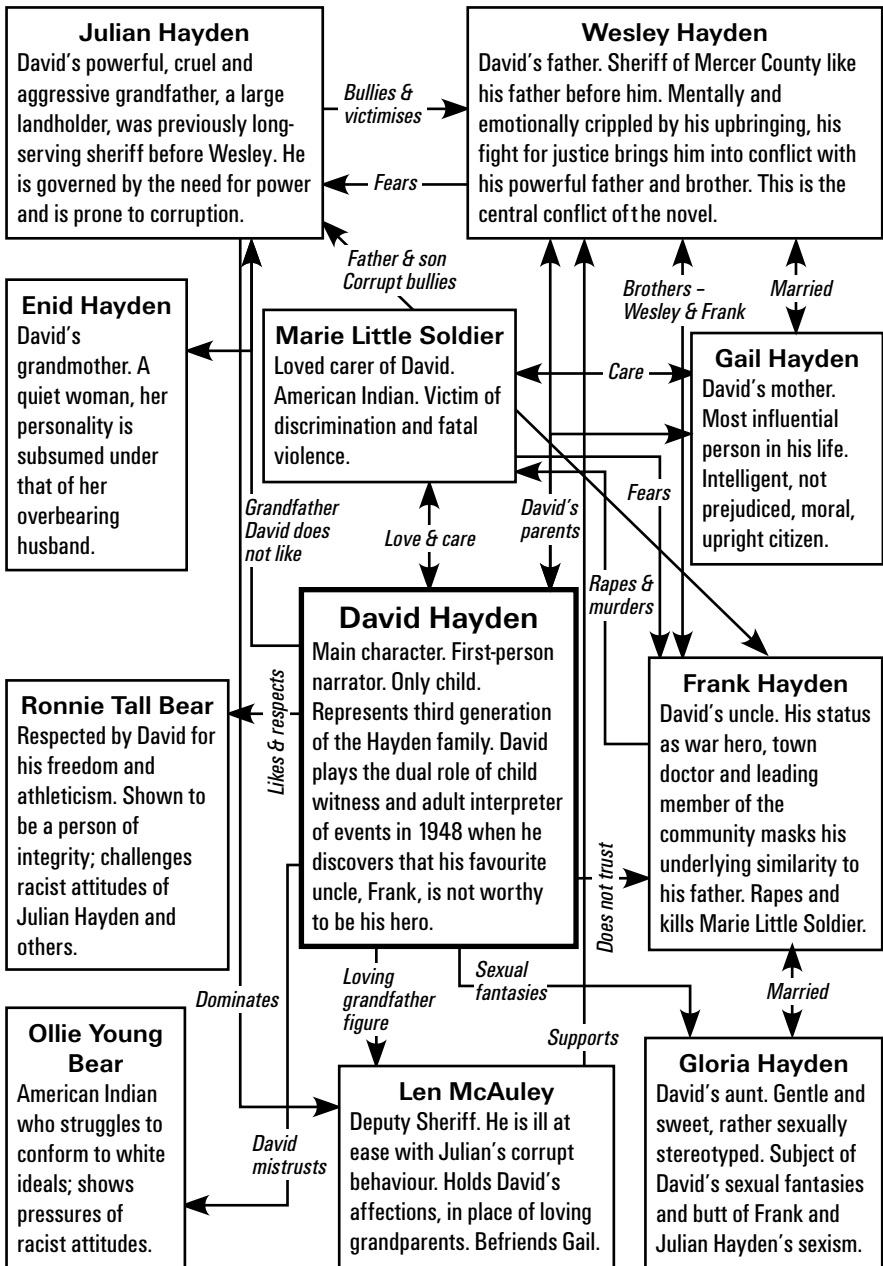 Julian Hayden
David's powerful, cruel and
aggressive grandfather, a large
landholder, was previously long-
serving sheriff before Wesley. He
is governed by the need for power
and is prone to corruption.
Bullies &
victimises
Fears
Wesley Hayden
David's father. Sheriff of Mercer County like
his father before him. Mentally and
emotionally crippled by his upbringing, his
fight for justice brings him into conflict with
his powerful father and brother. This is the
central conflict of the novel.
Father & son
Corrupt bullies
Brothers –
Wesley & Frank
Married
Enid Hayden
David's
grandmother. A
quiet woman, her
personality is
subsumed under
that of her
overbearing
husband.
Marie Little Soldier
Loved carer of David.
American Indian. Victim of
discrimination and fatal
violence.
Care
Gail Hayden
David's mother.
Most influential
person in his life.
Intelligent, not
prejudiced, moral,
upright citizen.
Grandfather
David does
not like
Love & care
David's
parents
Fears
Rapes &
murders
David Hayden
Main character. First-person
narrator. Only child.
Represents third generation
of the Hayden family. David
plays the dual role of child
witness and adult interpreter
of events in 1948 when he
discovers that his favourite
uncle, Frank, is not worthy
to be his hero.
Ronnie Tall Bear
Respected by David for
his freedom and
athleticism. Shown to
be a person of
integrity; challenges
racist attitudes of
Julian Hayden and
others.
Likes & respects
Frank Hayden
David's uncle. His status
as war hero, town
doctor and leading
member of the
community masks his
underlying similarity to
his father. Rapes and
kills Marie Little Soldier.
Does not trust
Dominates
Loving
grandfather
figure
Sexual
fantasies
Supports
Married
Ollie Young
Bear
American Indian
who struggles to
conform to white
ideals; shows
pressures of
racist attitudes.
David
mistrusts
Len McAuley
Deputy Sheriff. He is ill at
ease with Julian's corrupt
behaviour. Holds David's
affections, in place of loving
grandparents. Befriends Gail.
Gloria Hayden
David's aunt. Gentle and
sweet, rather sexually
stereotyped. Subject of
David's sexual fantasies
and butt of Frank and
Julian Hayden's sexism.